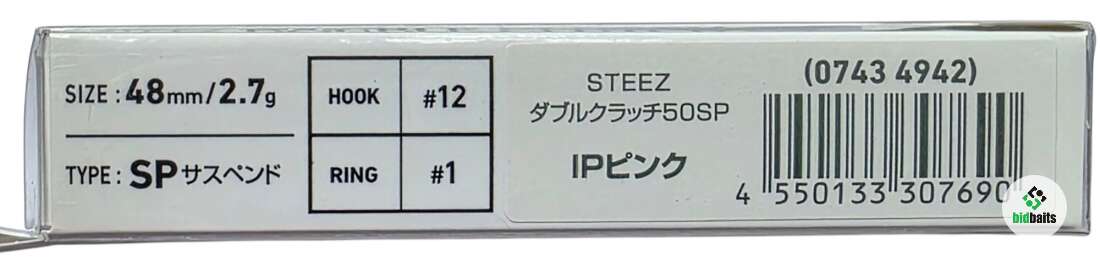 SIZE : 48mm/2.7g
TYPE : SP サスペンド
HOOK #12
RING #1
STEEZ
ダブルクラッチ50SP
IPピンク
(0743 4942)
4 550133 307690
bidbaits